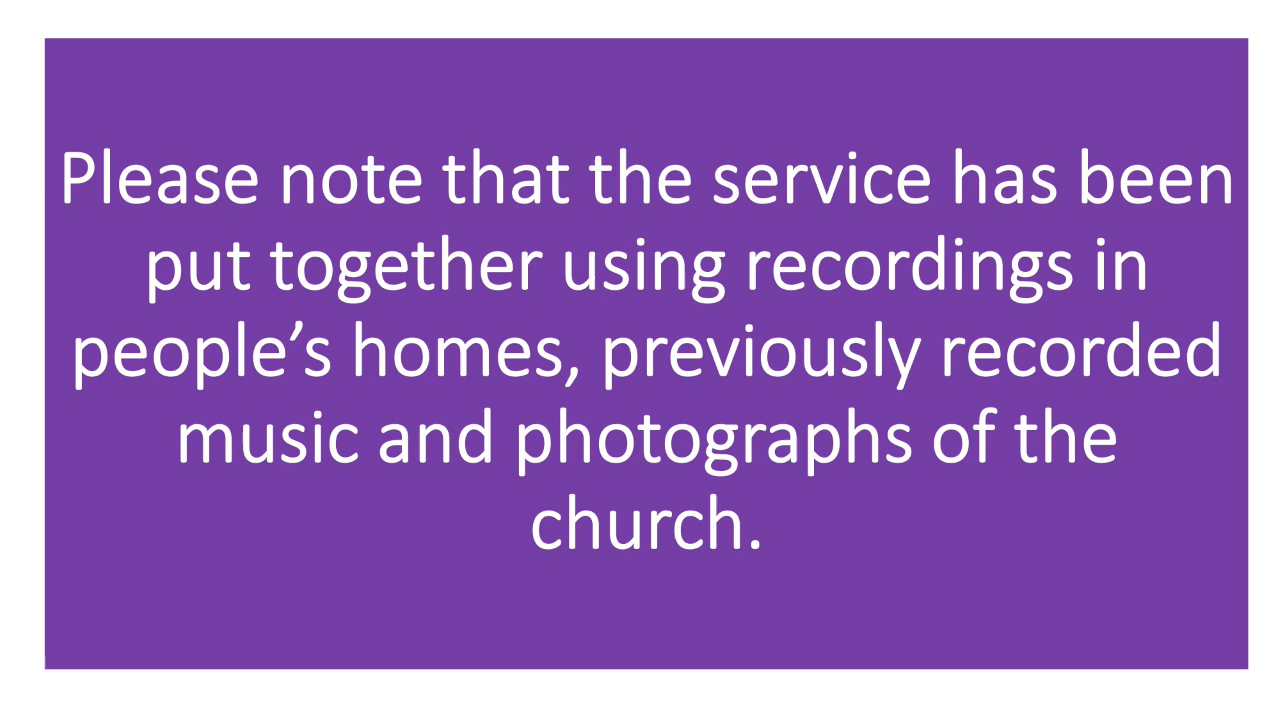 Please note that the service has been
put together using recordings in
people’s homes, previously recorded
music and photographs of the
church.